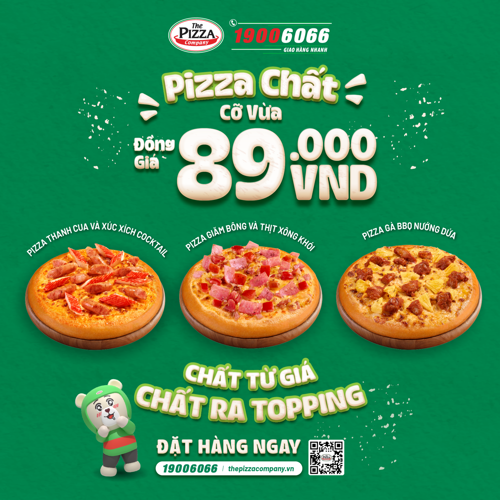 The
PIZZA
Company
19006066
GIAO HÀNG NHANH
Pizza Chất
Cỡ Vừa
Đồng
Giá
89.000
VND
PIZZA THANH CUA VÀ XÚC XÍCH COCKTAIL
PIZZA GIĂM BÔNG VÀ THỊT XÔNG KHÓI
PIZZA GÀ BBQ NƯỚNG DỨA
CHẤT TỪ GIÁ
CHẤT RA TOPPING
ĐẶT HÀNG NGAY
19006066 / thepizzacompany.vn